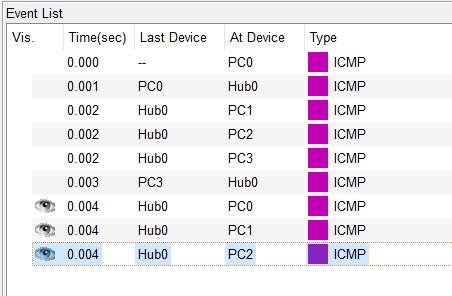 Event List
Vis. Time(sec) Last Device At Device Type
0.000 -- PC0 ICMP
0.001 PC0 Hub0 ICMP
0.002 Hub0 PC1 ICMP
0.002 Hub0 PC2 ICMP
0.002 Hub0 PC3 ICMP
0.003 PC3 Hub0 ICMP
0.004 Hub0 PC0 ICMP
0.004 Hub0 PC1 ICMP
0.004 Hub0 PC2 ICMP